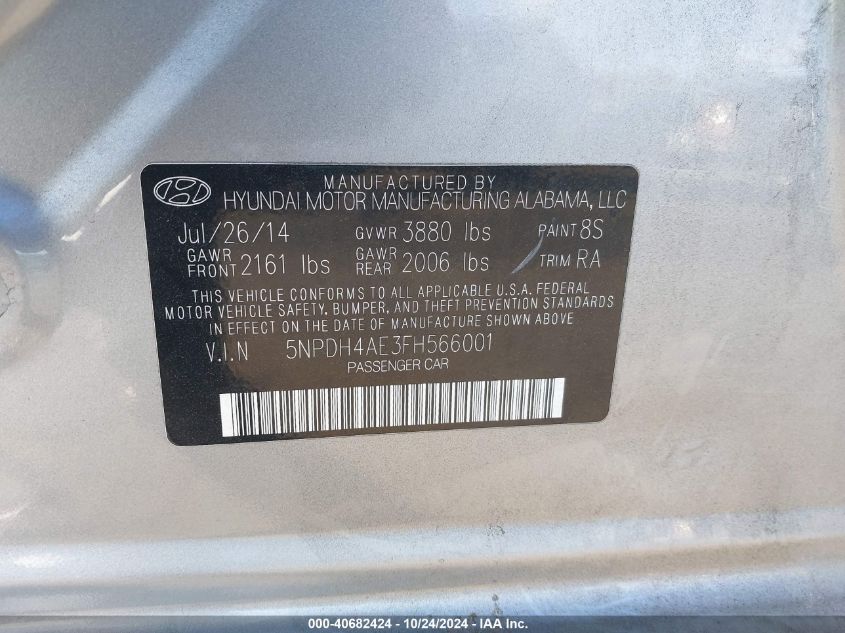 MANUFACTURED BY
HYUNDAI MOTOR MANUFACTURING ALABAMA, LLC
Jul/26/14 GVWR 3880 lbs PAINT 8S
GAWR FRONT 2161 lbs GAWR REAR 2006 lbs TRIM RA
THIS VEHICLE CONFORMS TO ALL APPLICABLE U.S.A. FEDERAL
MOTOR VEHICLE SAFETY, BUMPER, AND THEFT PREVENTION STANDARDS
IN EFFECT ON THE DATE OF MANUFACTURE SHOWN ABOVE
V.I.N 5NPDH4AE3FH566001
PASSENGER CAR
000-40682424 - 10/24/2024 - IAA Inc.